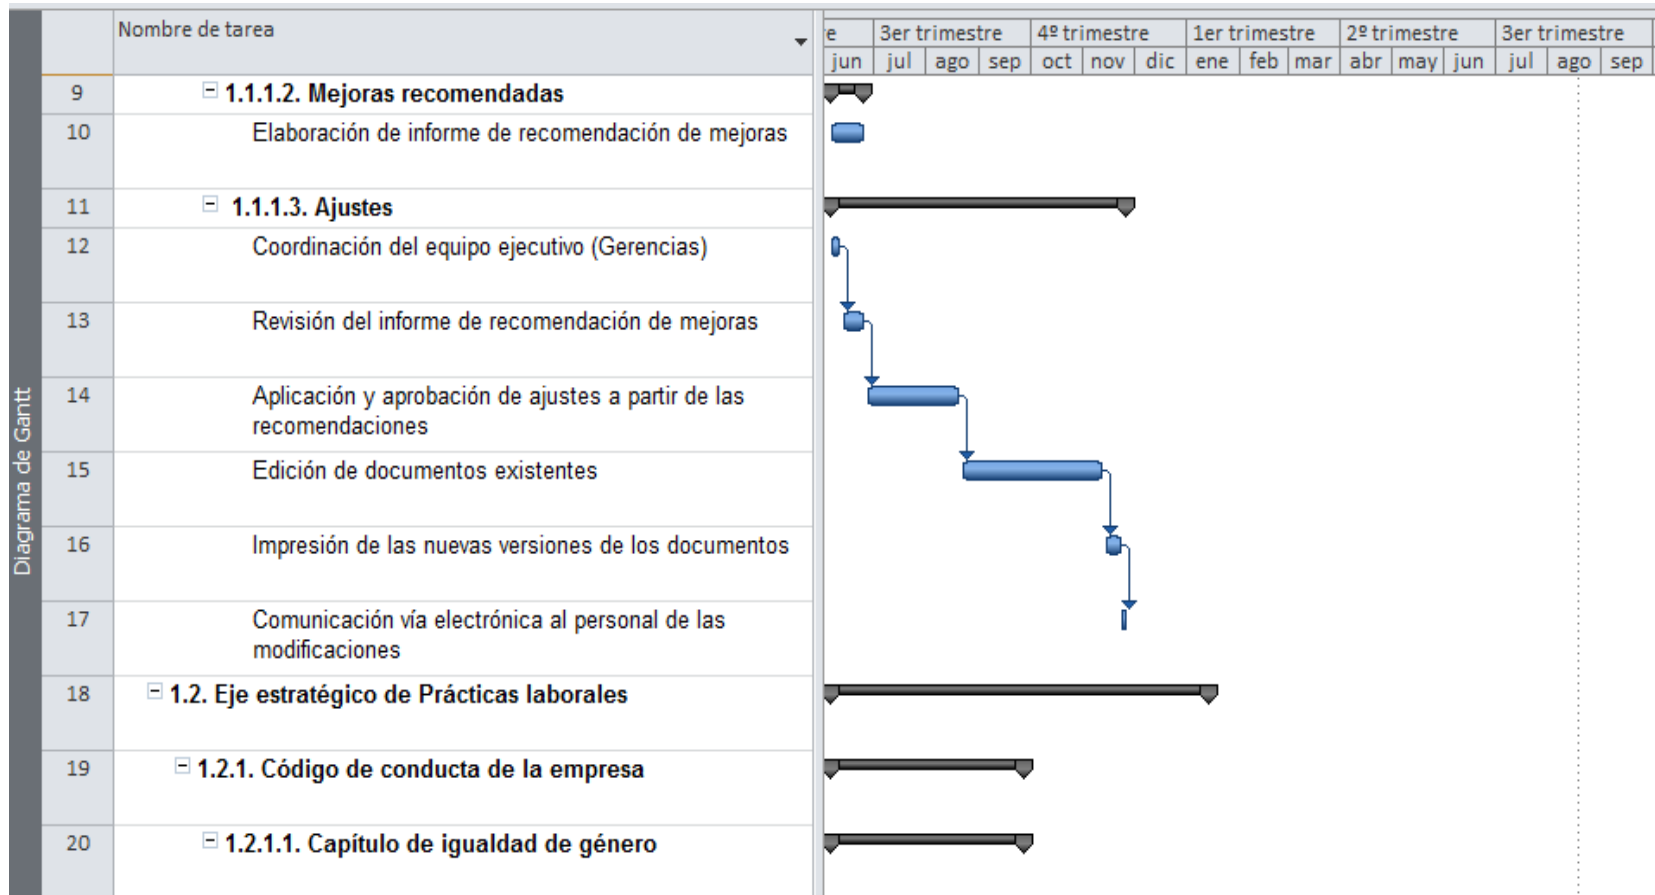 Diagrama de Gantt
Nombre de tarea
e 3er trimestre 4º trimestre 1er trimestre 2º trimestre 3er trimestre
jun jul ago sep oct nov dic ene feb mar abr may jun jul ago sep
9 1.1.1.2. Mejoras recomendadas
10 Elaboración de informe de recomendación de mejoras
11 1.1.1.3. Ajustes
12 Coordinación del equipo ejecutivo (Gerencias)
13 Revisión del informe de recomendación de mejoras
14 Aplicación y aprobación de ajustes a partir de las
recomendaciones
15 Edición de documentos existentes
16 Impresión de las nuevas versiones de los documentos
17 Comunicación vía electrónica al personal de las
modificaciones
18 1.2. Eje estratégico de Prácticas laborales
19 1.2.1. Código de conducta de la empresa
20 1.2.1.1. Capítulo de igualdad de género